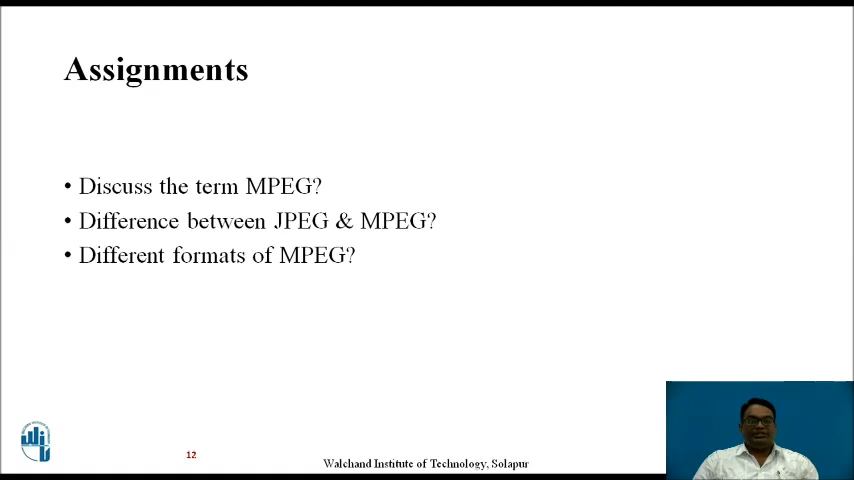 Assignments
• Discuss the term MPEG?
• Difference between JPEG & MPEG?
• Different formats of MPEG?
12
Walchand Institute of Technology, Solapur